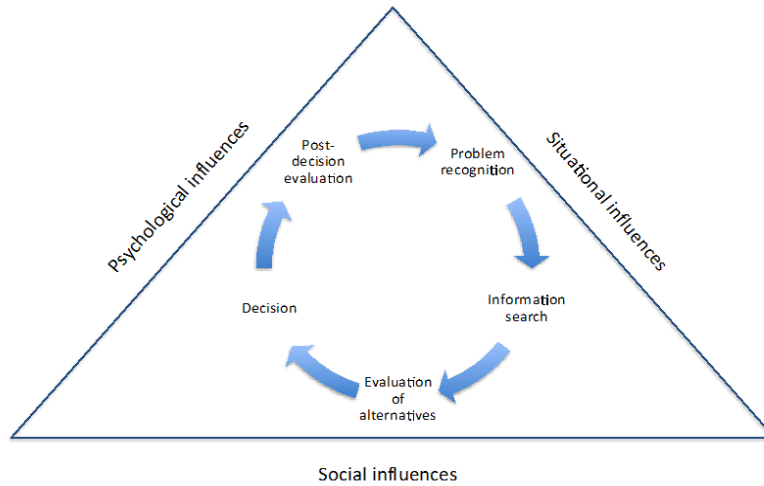 Psychological influences
Situational influences
Post-
decision
evaluation
Problem
recognition
Decision
Information
search
Evaluation
of
alternatives
Social influences